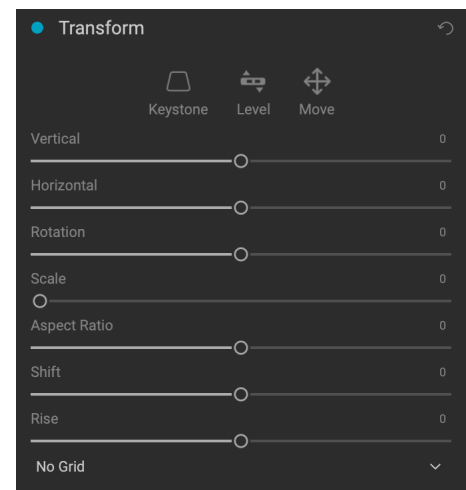 Transform
Keystone Level Move
Vertical 0
Horizontal 0
Rotation 0
Scale 0
Aspect Ratio 0
Shift 0
Rise 0
No Grid